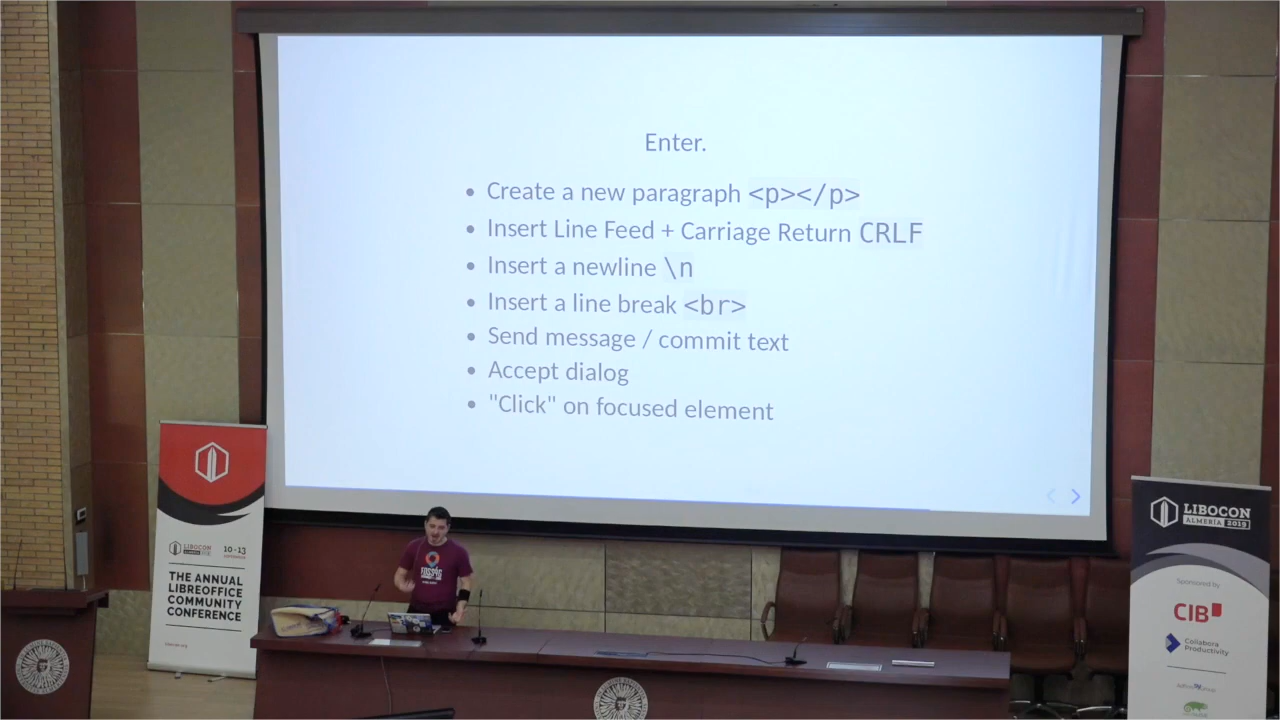 Enter.
• Create a new paragraph <p></p>
• Insert Line Feed + Carriage Return CRLF
• Insert a newline \n
• Insert a line break <br>
• Send message / commit text
• Accept dialog
• "Click" on focused element
LIBOCON
10-13
THE ANNUAL
LIBREOFFICE
COMMUNITY
CONFERENCE
LIBOCON
ALMERÍA 2019
Sponsored by
CIB
Collabora
Productivity